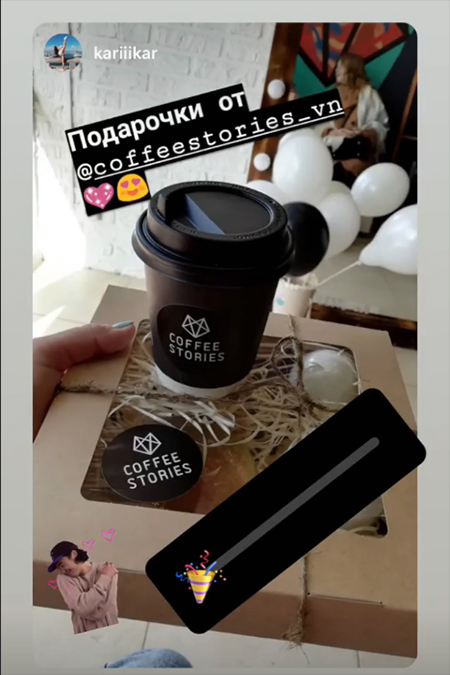 kariiikar
Подарочки от
@coffeestories_vn
COFFEE
STORIES
COFFEE
STORIES